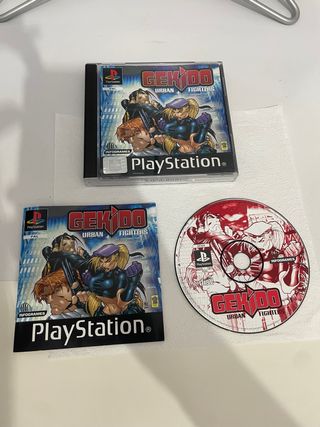 GEKIDO
URBAN FIGHTERS
INFOGRAMES
PlayStation®
GEKIDO
URBAN FIGHTERS
INFOGRAMES
PlayStation®
GEKIDO
URBAN FIGHTERS